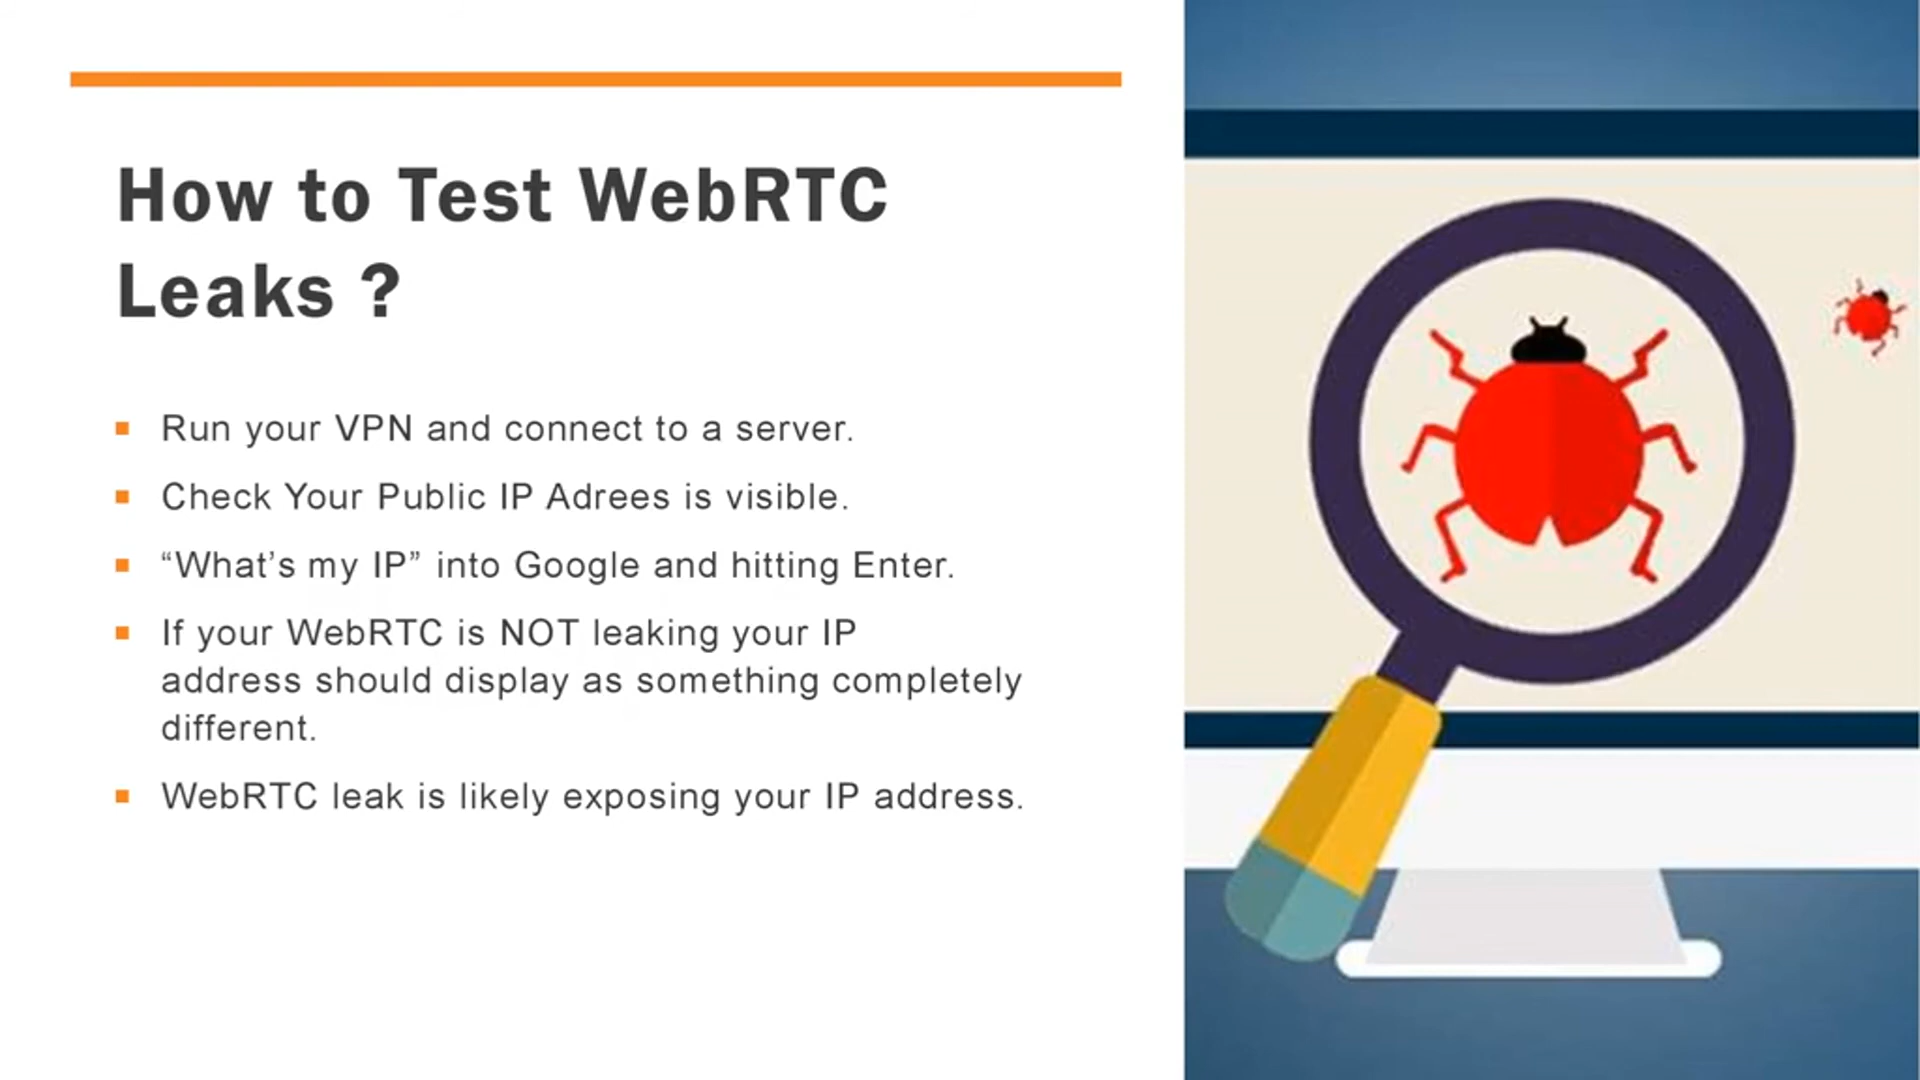 How to Test WebRTC
Leaks ?
Run your VPN and connect to a server.
Check Your Public IP Adrees is visible.
“What’s my IP” into Google and hitting Enter.
If your WebRTC is NOT leaking your IP
address should display as something completely
different.
WebRTC leak is likely exposing your IP address.